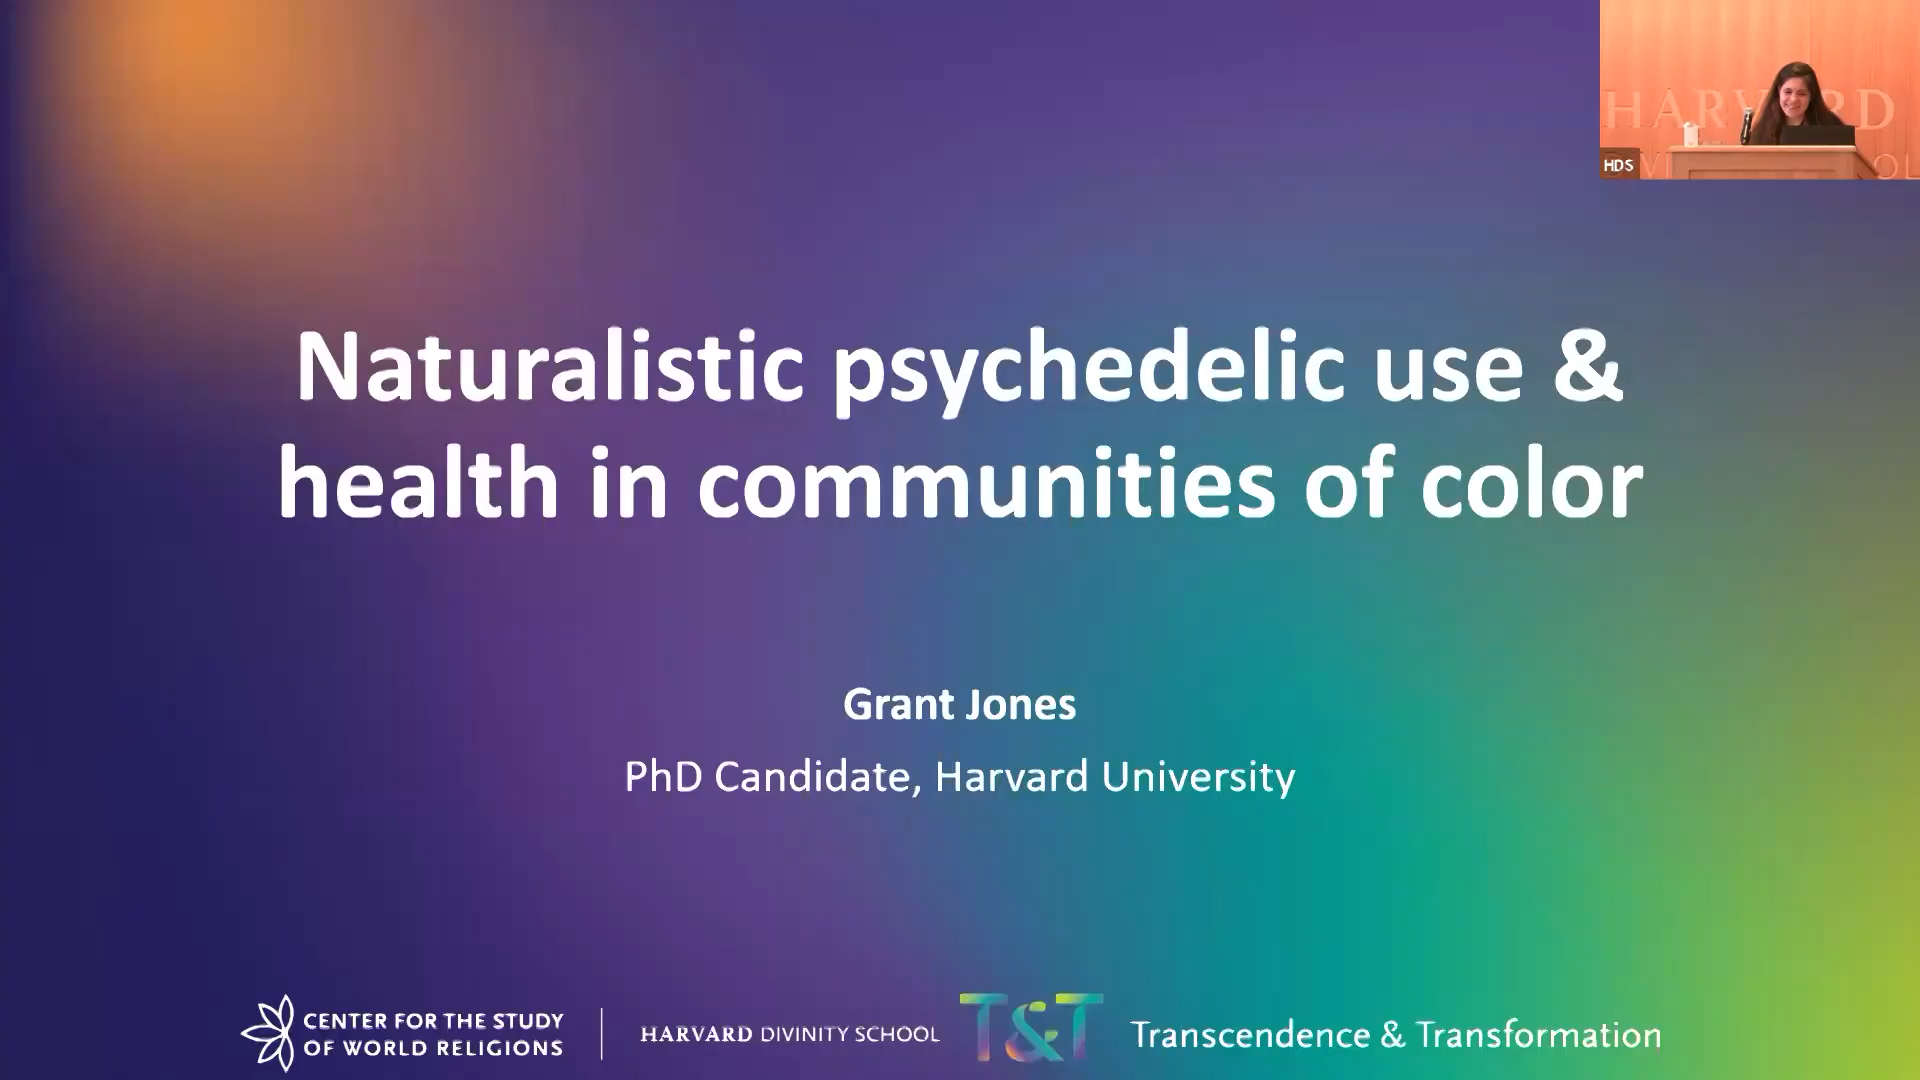 Naturalistic psychedelic use &
health in communities of color
Grant Jones
PhD Candidate, Harvard University
CENTER FOR THE STUDY
OF WORLD RELIGIONS
HARVARD DIVINITY SCHOOL
T&T
Transcendence & Transformation
HDS